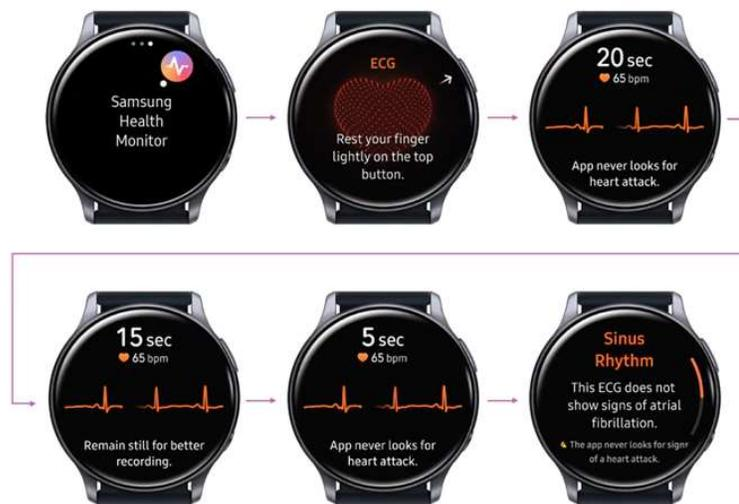 Samsung
Health
Monitor
ECG
Rest your finger
lightly on the top
button.
20 sec
65 bpm
App never looks for
heart attack.
15 sec
65 bpm
Remain still for better
recording.
5 sec
65 bpm
App never looks for
heart attack.
Sinus
Rhythm
This ECG does not
show signs of atrial
fibrillation.
The app never looks for signs
of a heart attack.